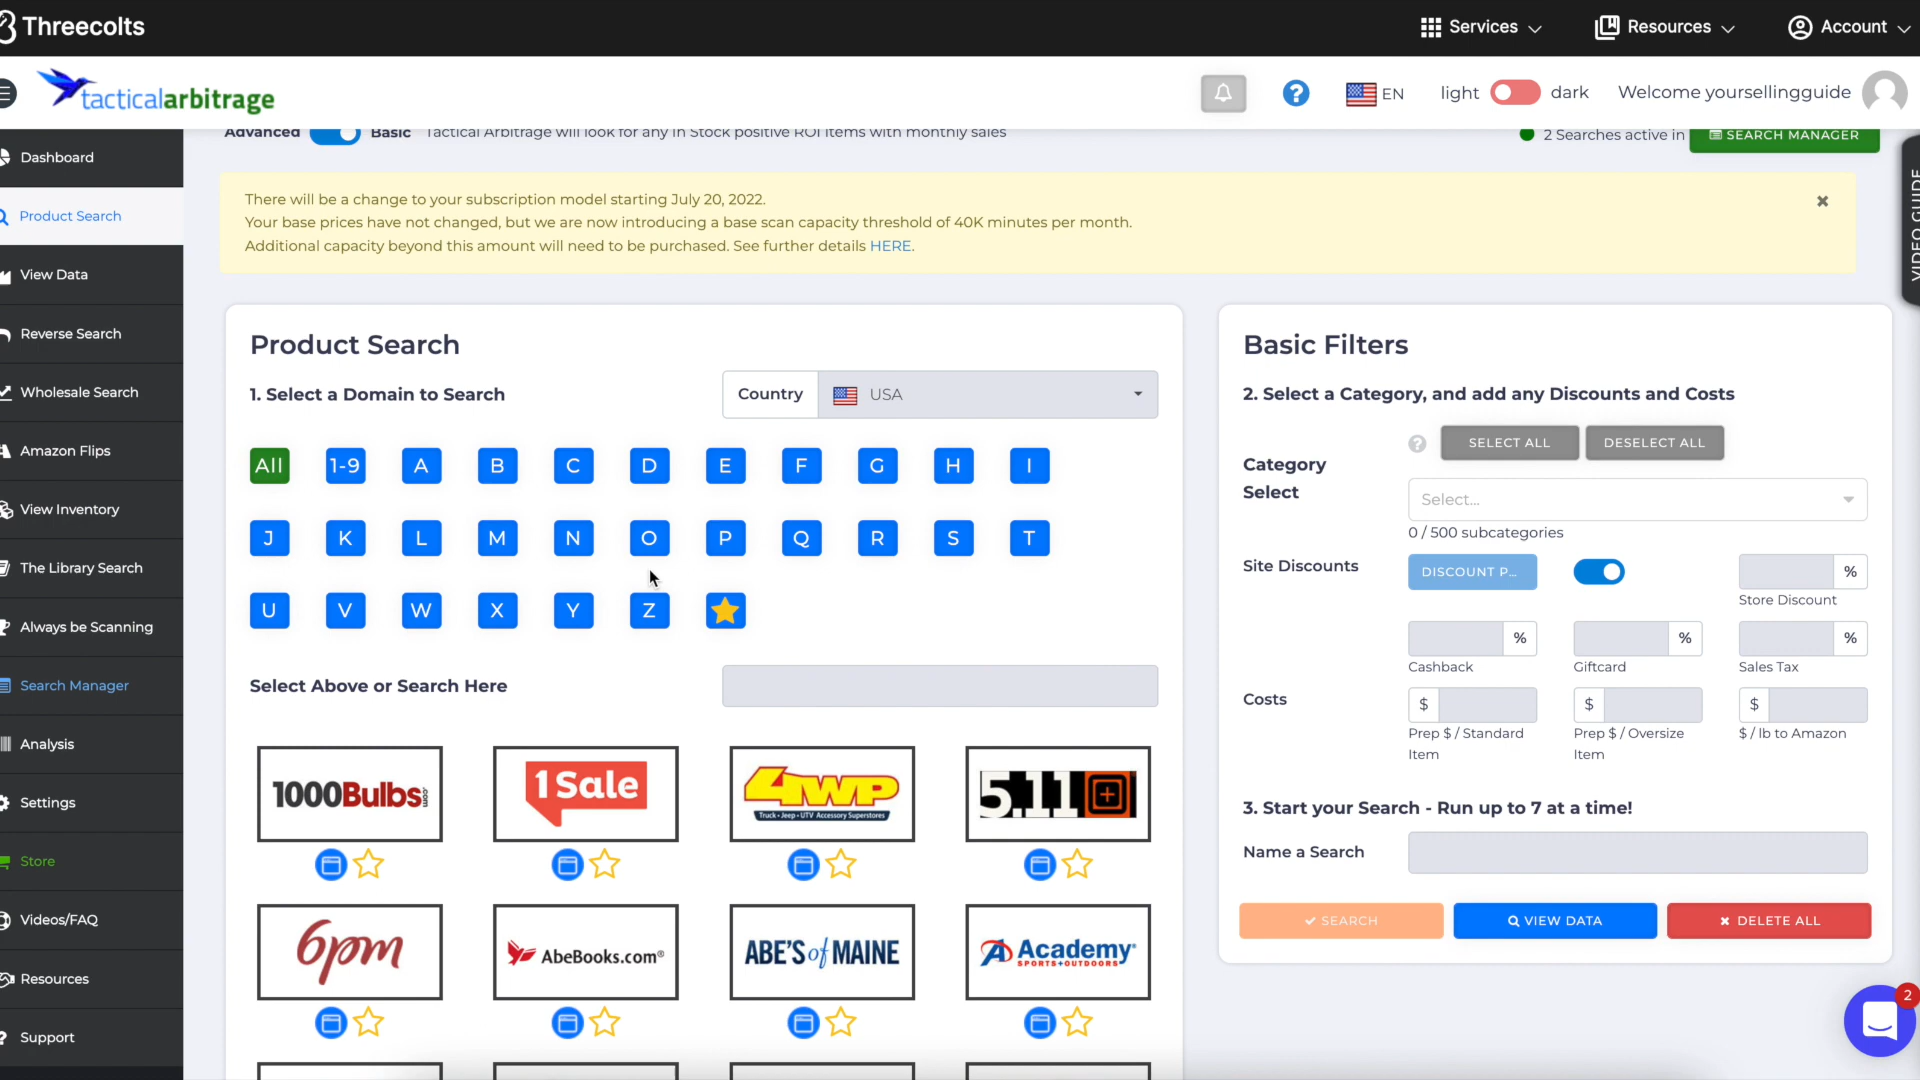 Threecolts
Services
Resources
Account
tacticalarbitrage
EN
light
dark
Welcome yoursellingguide
Advanced
Basic
Tactical Arbitrage will look for any In Stock positive ROI items with monthly sales
2 Searches active in
SEARCH MANAGER
Dashboard
Product Search
View Data
Reverse Search
Wholesale Search
Amazon Flips
View Inventory
The Library Search
Always be Scanning
Search Manager
Analysis
Settings
Store
Videos/FAQ
Resources
Support
VIDEO GUIDE
There will be a change to your subscription model starting July 20, 2022.
Your base prices have not changed, but we are now introducing a base scan capacity threshold of 40K minutes per month.
Additional capacity beyond this amount will need to be purchased. See further details HERE.
Product Search
1. Select a Domain to Search
Country
USA
All 1-9 A B C D E F G H I
J K L M N O P Q R S T
U V W X Y Z
Select Above or Search Here
1000Bulbs.com
1 Sale
4WP
Truck • Jeep • UTV Accessory Superstores
5.11
6pm
AbeBooks.com®
ABE'S of MAINE
Academy
SPORTS+OUTDOORS
Basic Filters
2. Select a Category, and add any Discounts and Costs
SELECT ALL
DESELECT ALL
Category
Select
Select...
0 / 500 subcategories
Site Discounts
DISCOUNT P...
%
Store Discount
% % %
Cashback
Giftcard
Sales Tax
Costs
$ $ $
Prep $ / Standard
Item
Prep $ / Oversize
Item
$ / lb to Amazon
3. Start your Search - Run up to 7 at a time!
Name a Search
SEARCH
VIEW DATA
DELETE ALL
2